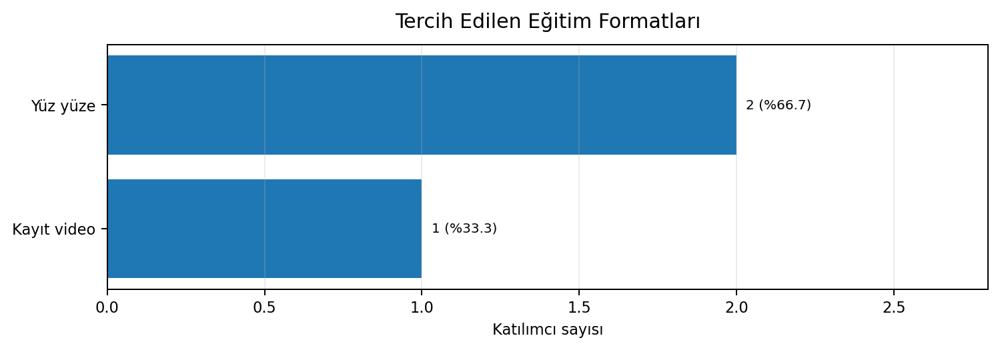 Tercih Edilen Eğitim Formatları
Yüz yüze
2 (%66.7)
Kayıt video
1 (%33.3)
0.0 0.5 1.0 1.5 2.0 2.5
Katılımcı sayısı